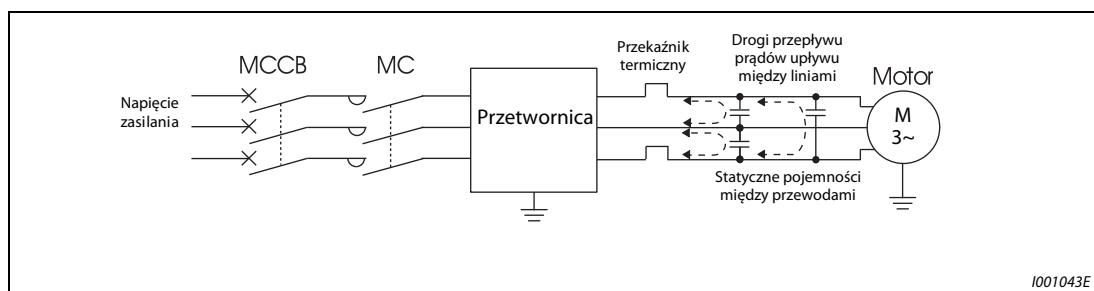 MCCB
MC
Napięcie
zasilania
Przetwornica
Przekaźnik
termiczny
Drogi przepływu
prądów upływu
między liniami
Motor
M
3~
Statyczne pojemności
między przewodami
I001043E